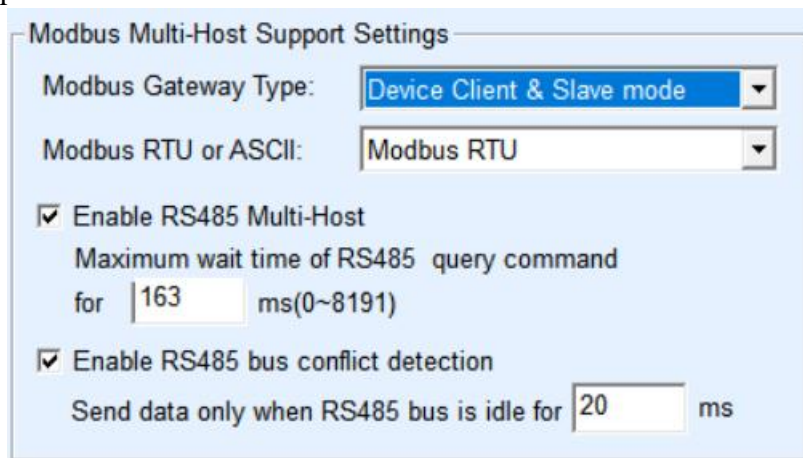 Modbus Multi-Host Support Settings
Modbus Gateway Type: Device Client & Slave mode
Modbus RTU or ASCII: Modbus RTU
Enable RS485 Multi-Host
Maximum wait time of RS485 query command
for 163 ms(0~8191)
Enable RS485 bus conflict detection
Send data only when RS485 bus is idle for 20 ms